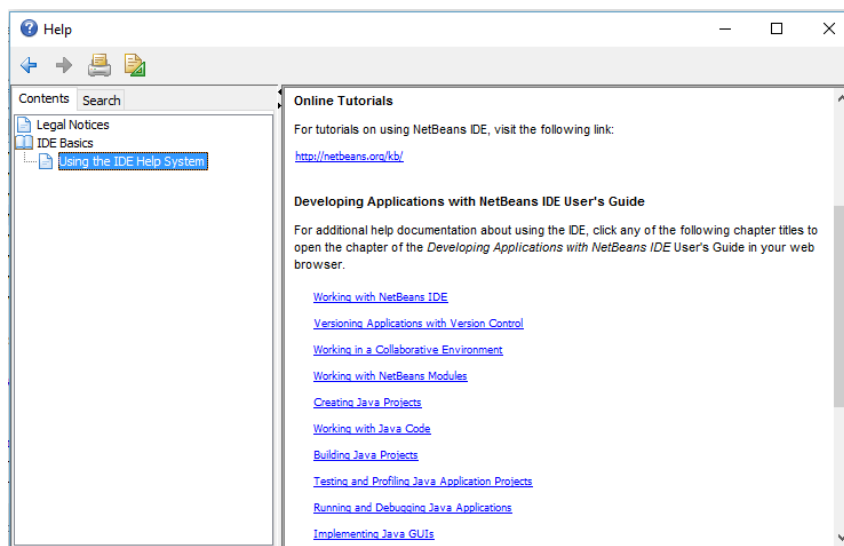 Help
Contents
Search
Legal Notices
IDE Basics
Using the IDE Help System
Online Tutorials
For tutorials on using NetBeans IDE, visit the following link:
http://netbeans.org/kb/
Developing Applications with NetBeans IDE User's Guide
For additional help documentation about using the IDE, click any of the following chapter titles to
open the chapter of the Developing Applications with NetBeans IDE User's Guide in your web
browser.
Working with NetBeans IDE
Versioning Applications with Version Control
Working in a Collaborative Environment
Working with NetBeans Modules
Creating Java Projects
Working with Java Code
Building Java Projects
Testing and Profiling Java Application Projects
Running and Debugging Java Applications
Implementing Java GUIs